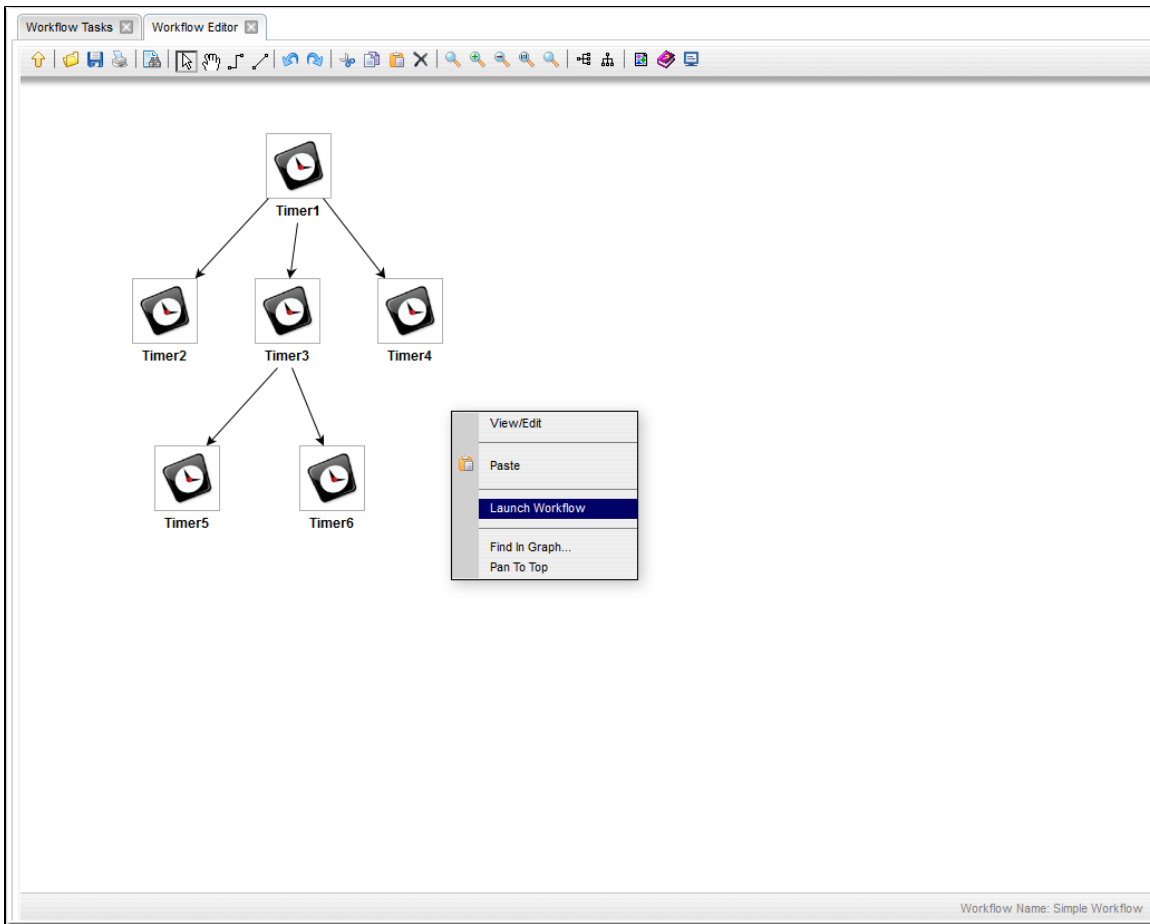 Workflow Tasks
Workflow Editor
Timer1
Timer2
Timer3
Timer4
Timer5
Timer6
View/Edit
Paste
Launch Workflow
Find In Graph...
Pan To Top
Workflow Name: Simple Workflow